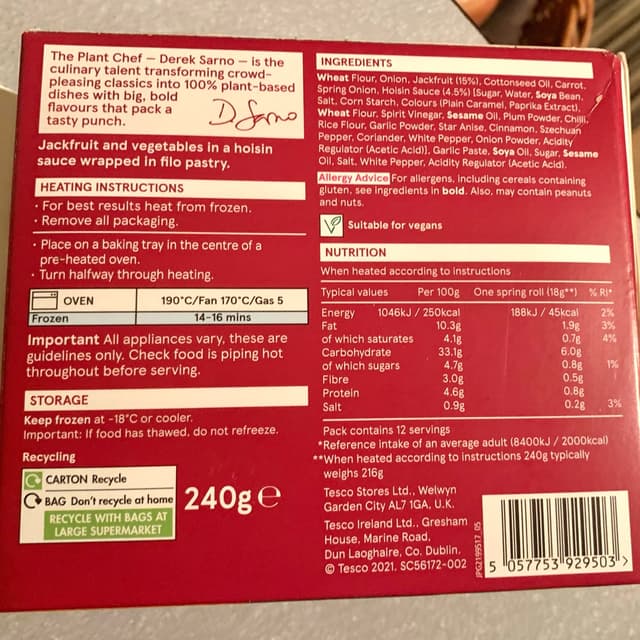 The Plant Chef – Derek Sarno – is the
culinary talent transforming crowd-
pleasing classics into 100% plant-based
dishes with big, bold
flavours that pack a
tasty punch.
D Sarno
Jackfruit and vegetables in a hoisin
sauce wrapped in filo pastry.
HEATING INSTRUCTIONS
· For best results heat from frozen.
· Remove all packaging.
· Place on a baking tray in the centre of a
pre-heated oven.
· Turn halfway through heating.
OVEN 190°C/Fan 170°C/Gas 5
Frozen 14-16 mins
Important All appliances vary, these are
guidelines only. Check food is piping hot
throughout before serving.
STORAGE
Keep frozen at -18°C or cooler.
Important: If food has thawed, do not refreeze.
Recycling
CARTON Recycle
BAG Don't recycle at home
RECYCLE WITH BAGS AT
LARGE SUPERMARKET
240g e
INGREDIENTS
Wheat Flour, Onion, Jackfruit (15%), Cottonseed Oil, Carrot,
Spring Onion, Hoisin Sauce (4.5%) [Sugar, Water, Soya Bean,
Salt, Corn Starch, Colours (Plain Caramel, Paprika Extract),
Wheat Flour, Spirit Vinegar, Sesame Oil, Plum Powder, Chilli,
Rice Flour, Garlic Powder, Star Anise, Cinnamon, Szechuan
Pepper, Coriander, White Pepper, Onion Powder, Acidity
Regulator (Acetic Acid)], Garlic Paste, Soya Oil, Sugar, Sesame
Oil, Salt, White Pepper, Acidity Regulator (Acetic Acid).
Allergy Advice For allergens, including cereals containing
gluten, see ingredients in bold. Also, may contain peanuts
and nuts.
Suitable for vegans
NUTRITION
When heated according to instructions
Typical values Per 100g One spring roll (18g**) % RI*
Energy 1046kJ / 250kcal 188kJ / 45kcal 2%
Fat 10.3g 1.9g 3%
of which saturates 4.1g 0.7g 4%
Carbohydrate 33.1g 6.0g
of which sugars 4.7g 0.8g 1%
Fibre 3.0g 0.5g
Protein 4.6g 0.8g
Salt 0.9g 0.2g 3%
Pack contains 12 servings
*Reference intake of an average adult (8400kJ / 2000kcal)
**When heated according to instructions 240g typically
weighs 216g
Tesco Stores Ltd., Welwyn
Garden City AL7 1GA, U.K.
Tesco Ireland Ltd., Gresham
House, Marine Road,
Dun Laoghaire, Co. Dublin.
© Tesco 2021. SC56172-002
JPG2199517_05
5 057753 929503 >